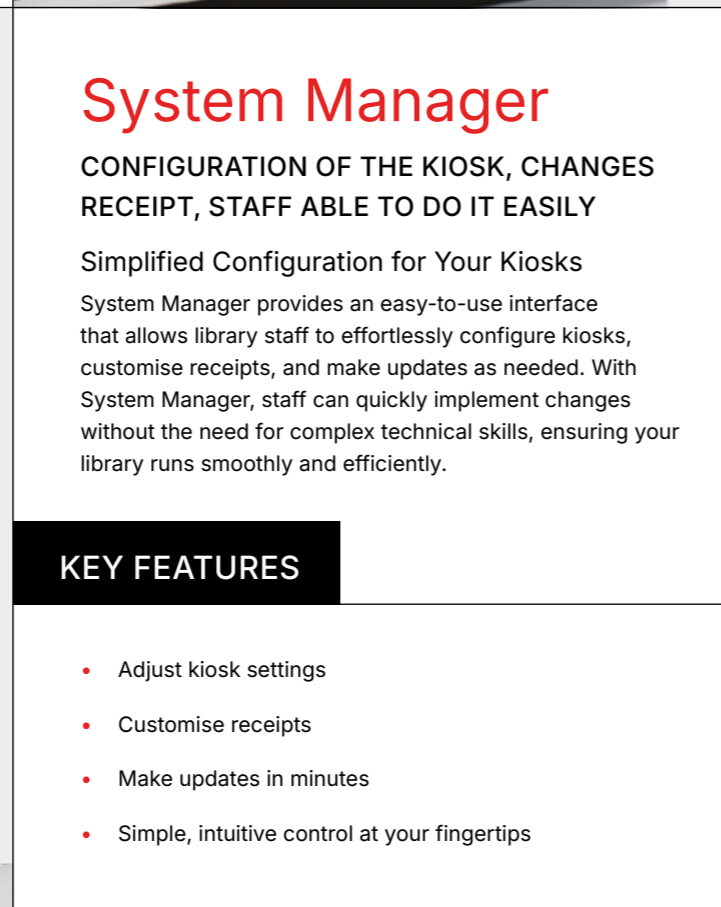 System Manager
CONFIGURATION OF THE KIOSK, CHANGES
RECEIPT, STAFF ABLE TO DO IT EASILY
Simplified Configuration for Your Kiosks
System Manager provides an easy-to-use interface
that allows library staff to effortlessly configure kiosks,
customise receipts, and make updates as needed. With
System Manager, staff can quickly implement changes
without the need for complex technical skills, ensuring your
library runs smoothly and efficiently.
KEY FEATURES
• Adjust kiosk settings
• Customise receipts
• Make updates in minutes
• Simple, intuitive control at your fingertips